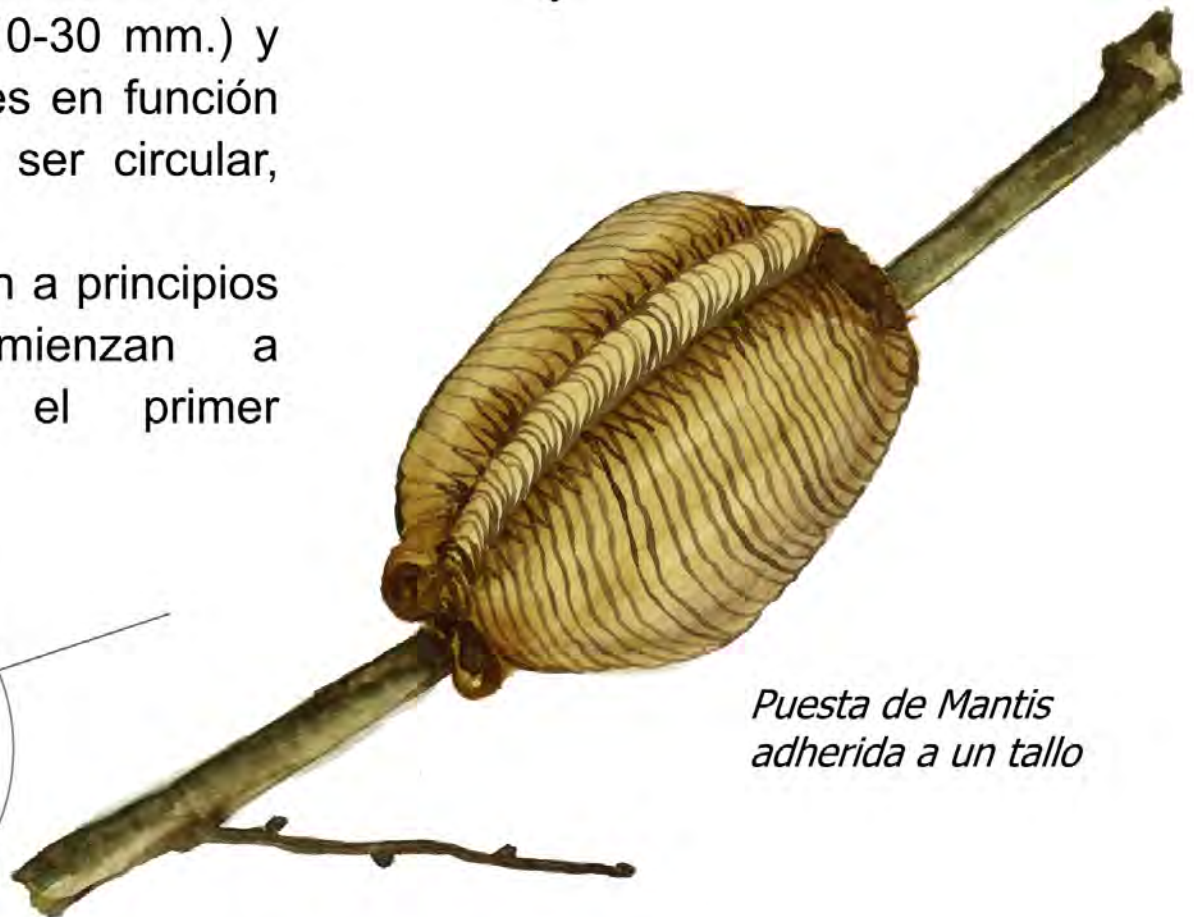 0-30 mm.) y
es en función
ser circular,
n a principios
mienzan a
el primer
Puesta de Mantis
adherida a un tallo